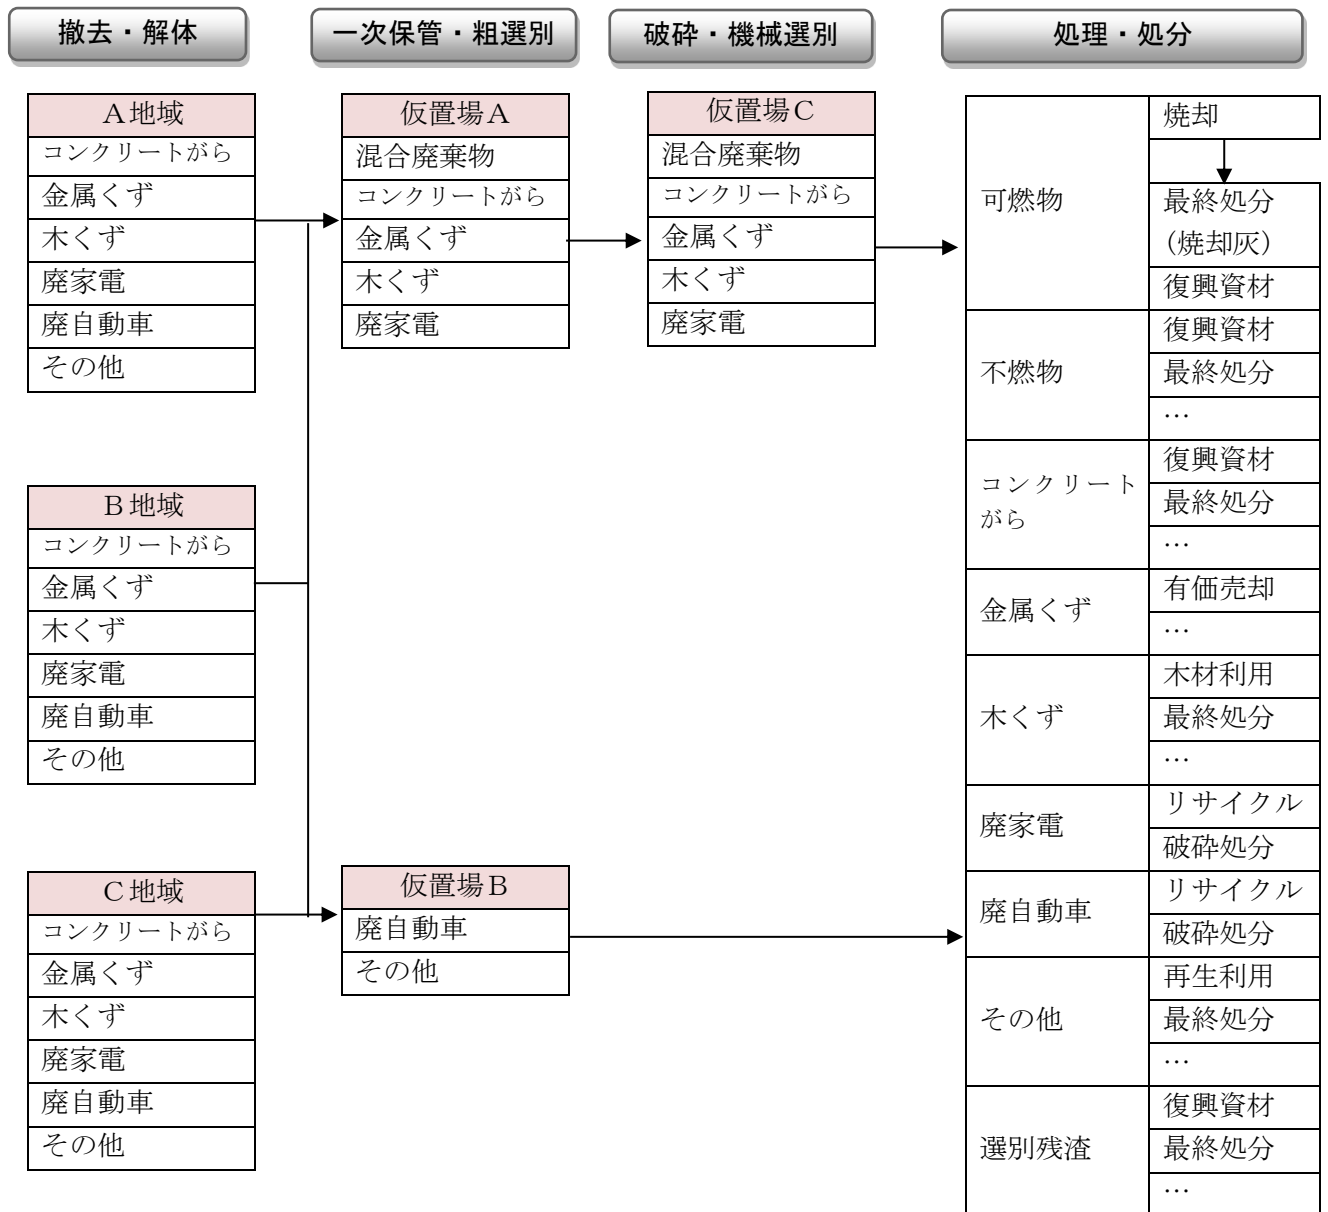 撤去・解体
一次保管・粗選別
破砕・機械選別
処理・処分
A地域
コンクリートがら
金属くず
木くず
廃家電
廃自動車
その他
B地域
コンクリートがら
金属くず
木くず
廃家電
廃自動車
その他
C地域
コンクリートがら
金属くず
木くず
廃家電
廃自動車
その他
仮置場A
混合廃棄物
コンクリートがら
金属くず
木くず
廃家電
仮置場B
廃自動車
その他
仮置場C
混合廃棄物
コンクリートがら
金属くず
木くず
廃家電
可燃物
焼却
最終処分
(焼却灰)
復興資材
不燃物
復興資材
最終処分
…
コンクリート
がら
復興資材
最終処分
…
金属くず
有価売却
…
木くず
木材利用
最終処分
…
廃家電
リサイクル
破砕処分
廃自動車
リサイクル
破砕処分
その他
再生利用
最終処分
…
選別残渣
復興資材
最終処分
…